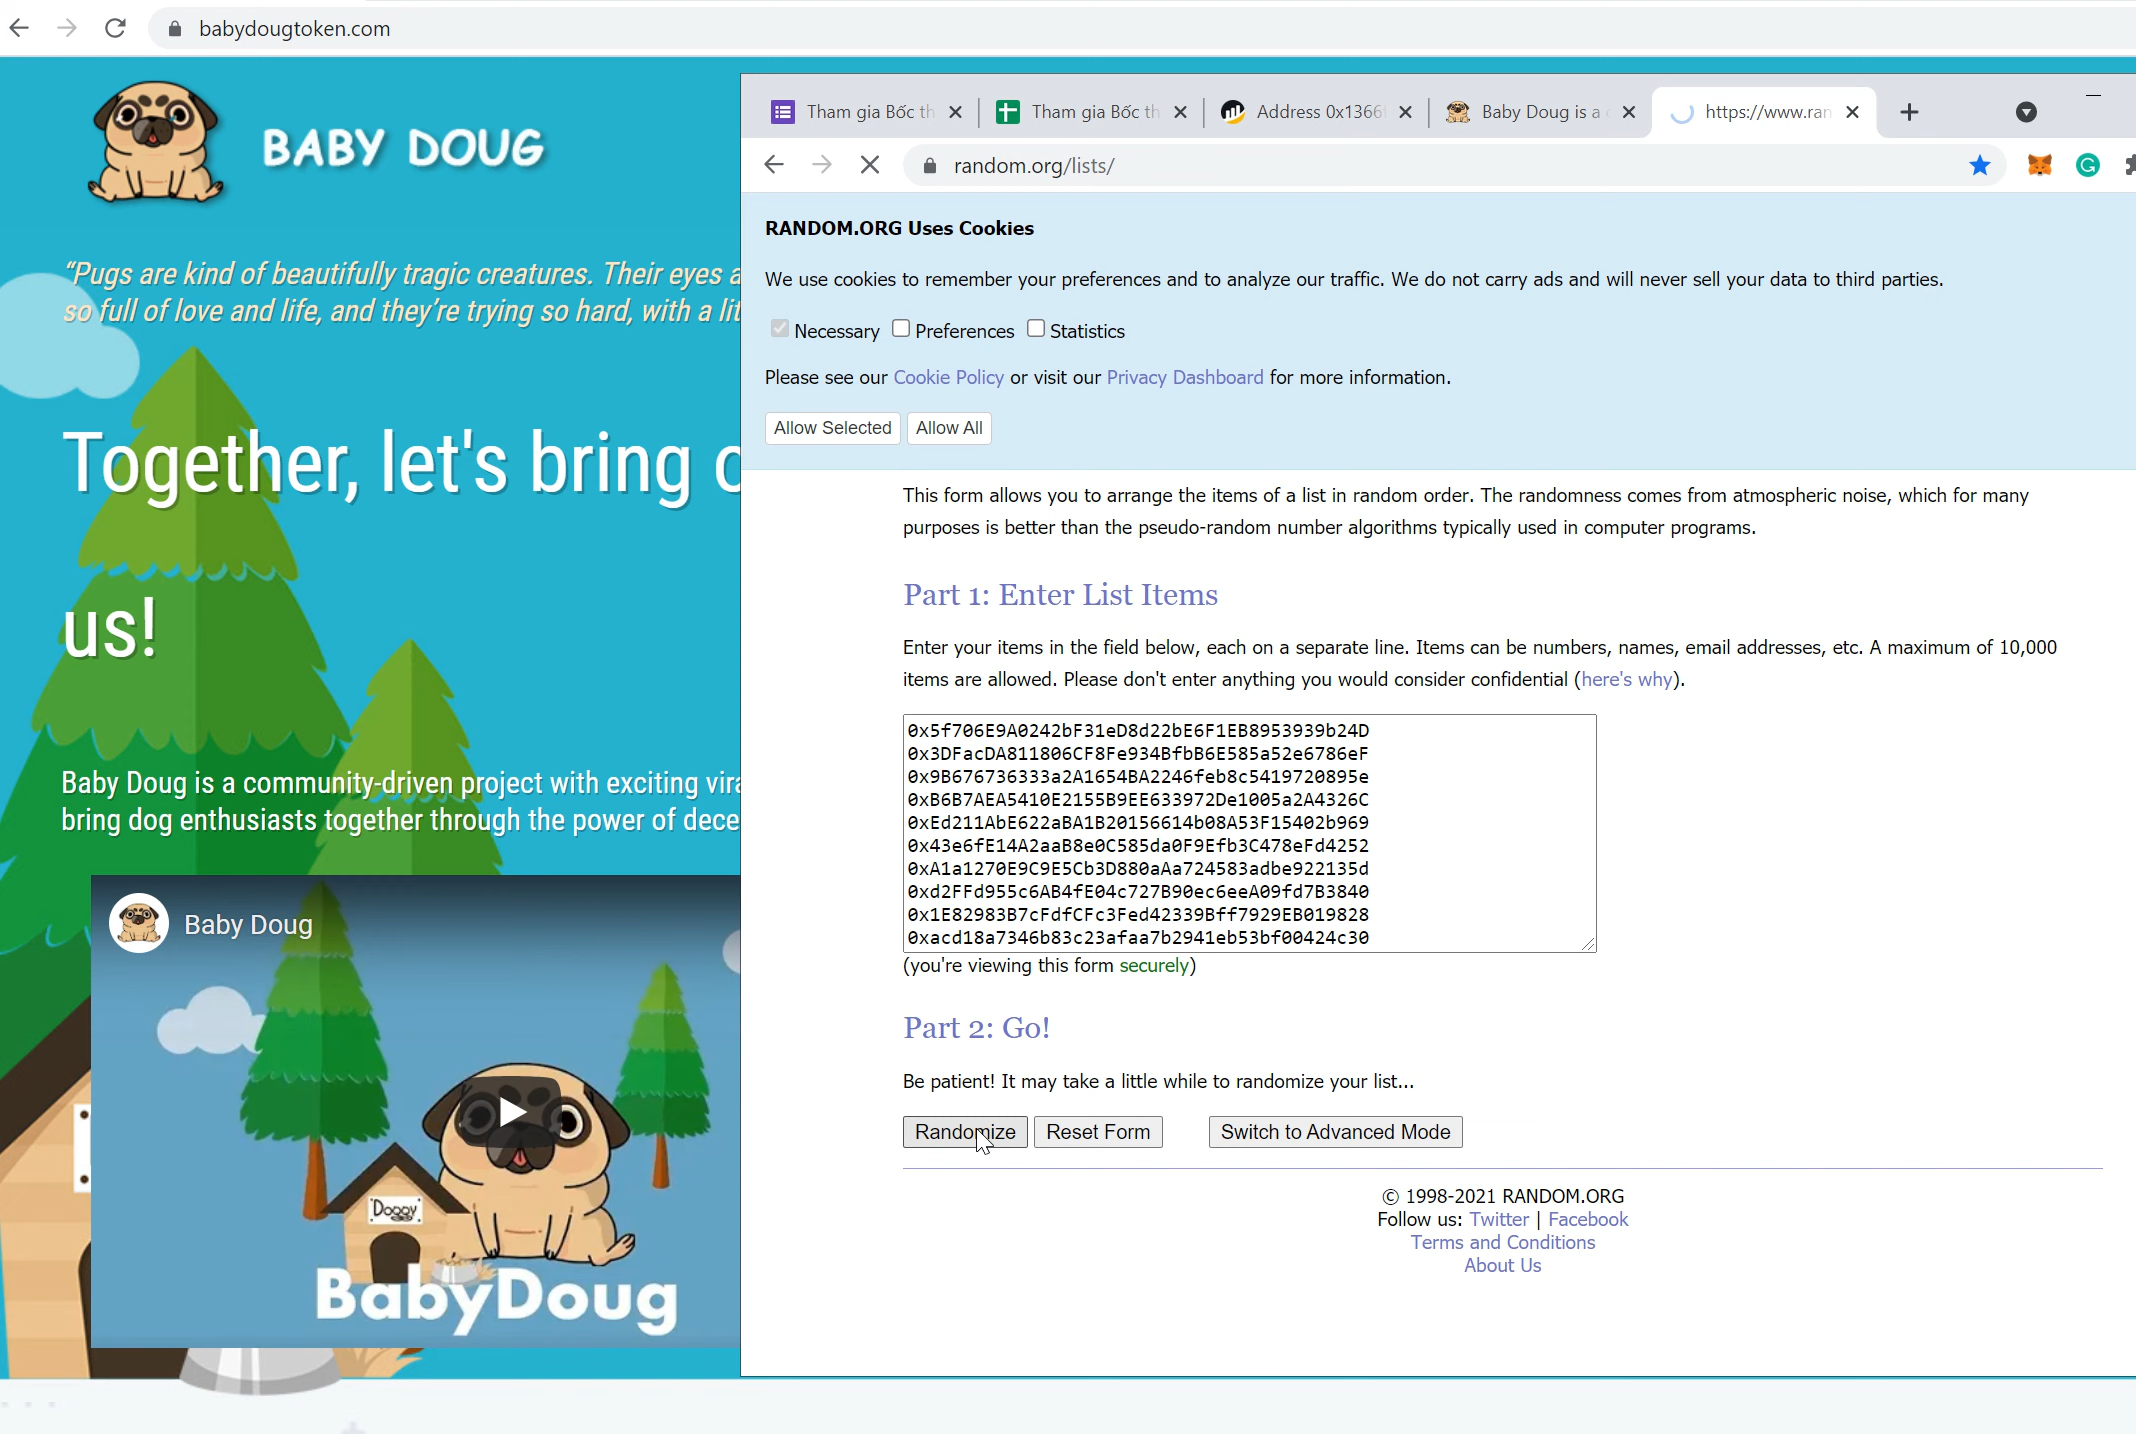 babydougtoken.com
BABY DOUG
“Pugs are kind of beautifully tragic creatures. Their eyes
so full of love and life, and they’re trying so hard, with a
Together, let's bring
us!
Baby Doug is a community-driven project with exciting
bring dog enthusiasts together through the power of
Baby Doug
Doggy
BabyDoug
Tham gia Bốc
Tham gia Bốc
Address 0x1366
Baby Doug is a
https://www.ran
random.org/lists/
RANDOM.ORG Uses Cookies
We use cookies to remember your preferences and to analyze our traffic. We do not carry ads and will never sell your data to third parties.
Necessary Preferences Statistics
Please see our Cookie Policy or visit our Privacy Dashboard for more information.
Allow Selected Allow All
This form allows you to arrange the items of a list in random order. The randomness comes from atmospheric noise, which for many
purposes is better than the pseudo-random number algorithms typically used in computer programs.
Part 1: Enter List Items
Enter your items in the field below, each on a separate line. Items can be numbers, names, email addresses, etc. A maximum of 10,000
items are allowed. Please don't enter anything you would consider confidential (here's why).
0x5f706E9A0242bF31eD8d22bE6F1EB8953939b24D
0x3DFacDA811806CF8Fe934BfbB6E585a52e6786eF
0x9B676736333a2A1654BA2246feb8c5419720895e
0xB6B7AEA5410E2155B9EE633972De1005a2A4326C
0xEd211AbE622aBA1B20156614b08A53F15402b969
0x43e6fE14A2aaB8e0C585da0F9Efb3C478eFd4252
0xA1a1270E9C9E5Cb3D880aAa724583adbe922135d
0xd2FFd955c6AB4fE04c727B90ec6eeA09fd7B3840
0x1E82983B7cFdfCFc3Fed42339Bff7929EB019828
0xacd18a7346b83c23afaa7b2941eb53bf00424c30
(you're viewing this form securely)
Part 2: Go!
Be patient! It may take a little while to randomize your list...
Randomize Reset Form Switch to Advanced Mode
© 1998-2021 RANDOM.ORG
Follow us: Twitter | Facebook
Terms and Conditions
About Us